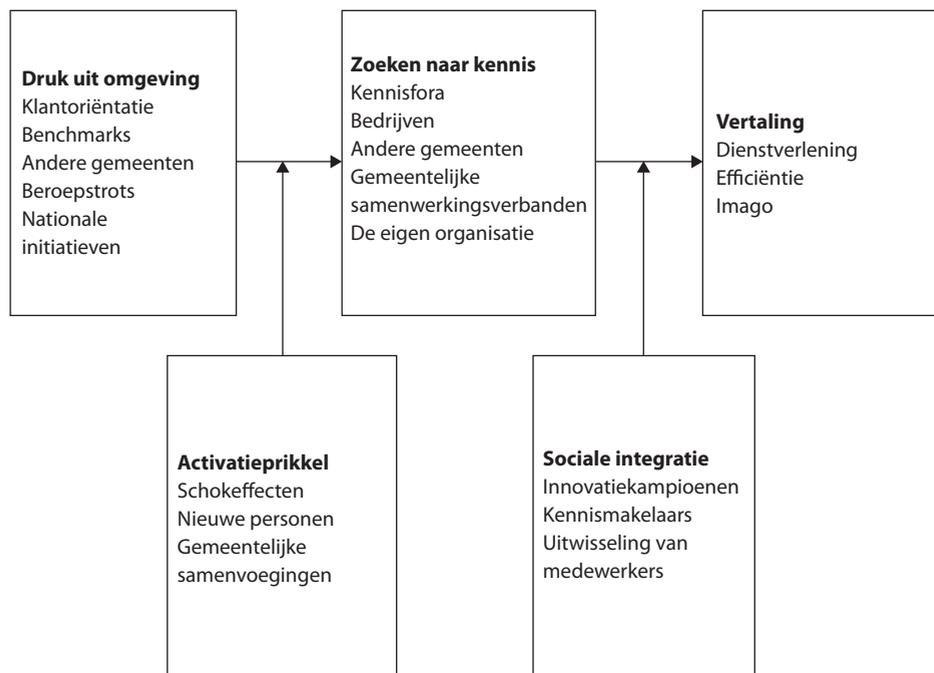 Druk uit omgeving
Klantoriëntatie
Benchmarks
Andere gemeenten
Beroepstrots
Nationale
initiatieven
Zoeken naar kennis
Kennisfora
Bedrijven
Andere gemeenten
Gemeentelijke
samenwerkingsverbanden
De eigen organisatie
Vertaling
Dienstverlening
Efficiëntie
Imago
Activatieprikkel
Schokeffecten
Nieuwe personen
Gemeentelijke
samenvoegingen
Sociale integratie
Innovatiekampioenen
Kennismakelaars
Uitwisseling van
medewerkers